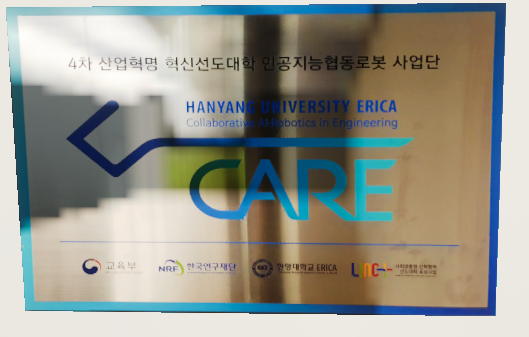 4차 산업혁명 혁신선도대학 인공지능협동로봇 사업단
HANYANG UNIVERSITY ERICA
Collaborative AI Robotics in Engineering
CARE
교육부 NRF 한국연구재단 한양대학교 ERICA LINC+